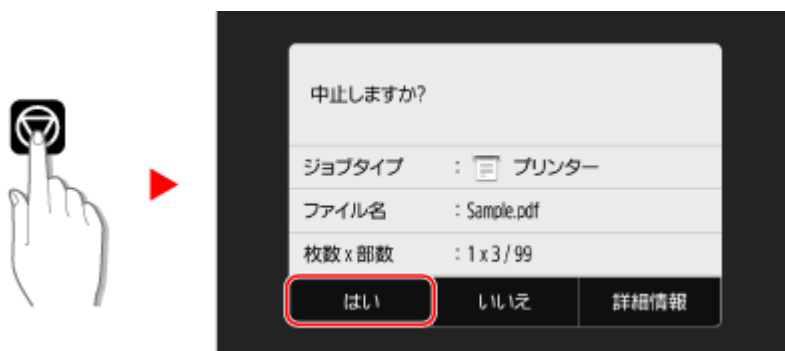 中止しますか?
ジョブタイプ : プリンター
ファイル名 : Sample.pdf
枚数 x 部数 : 1 x 3 / 99
はい いいえ 詳細情報